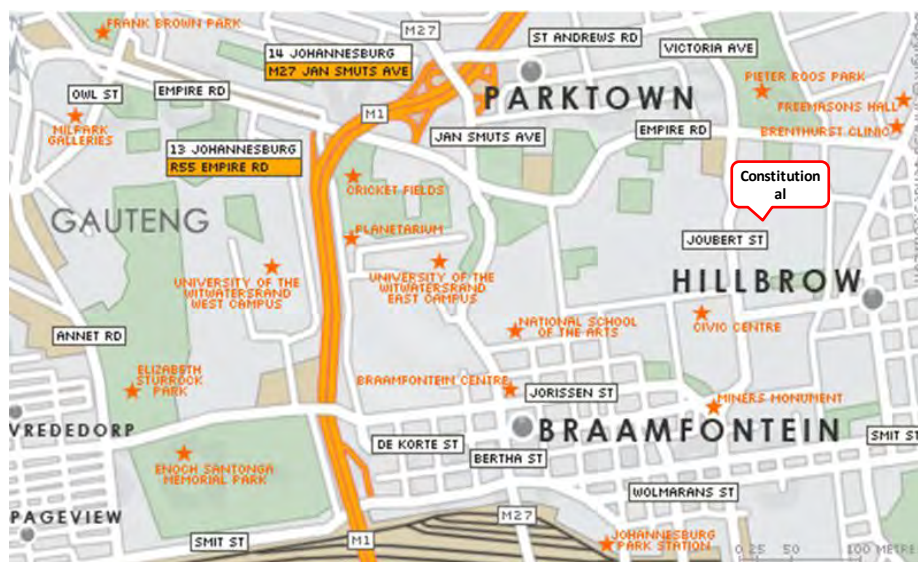 FRANK BROWN PARK
M27
ST ANDREWS RD
VICTORIA AVE
14 JOHANNESBURG
M27 JAN SMUTS AVE
OWL ST
EMPIRE RD
PARKTOWN
PIETER ROOS PARK
FREEMASONS HALL
MILPARK
GALLERIES
M1
JAN SMUTS AVE
EMPIRE RD
BRENTHURST CLINIC
13 JOHANNESBURG
R55 EMPIRE RD
CRICKET FIELDS
Constitution
al
GAUTENG
PLANETARIUM
JOUBERT ST
UNIVERSITY OF THE
WITWATERSRAND
WEST CAMPUS
UNIVERSITY OF THE
WITWATERSRAND
EAST CAMPUS
HILLBROW
ANNET RD
NATIONAL SCHOOL
OF THE ARTS
CIVIC CENTRE
ELIZABETH
STURROCK
PARK
BRAAMFONTEIN CENTRE
JORISSEN ST
MINERS MONUMENT
VREDEDORP
DE KORTE ST
BRAAMFONTEIN
SMIT ST
ENOCH SANTONGA
MEMORIAL PARK
BERTHA ST
WOLMARANS ST
PAGEVIEW
M27
SMIT ST
M1
JOHANNESBURG
PARK STATION
0 25 50 100 METRE